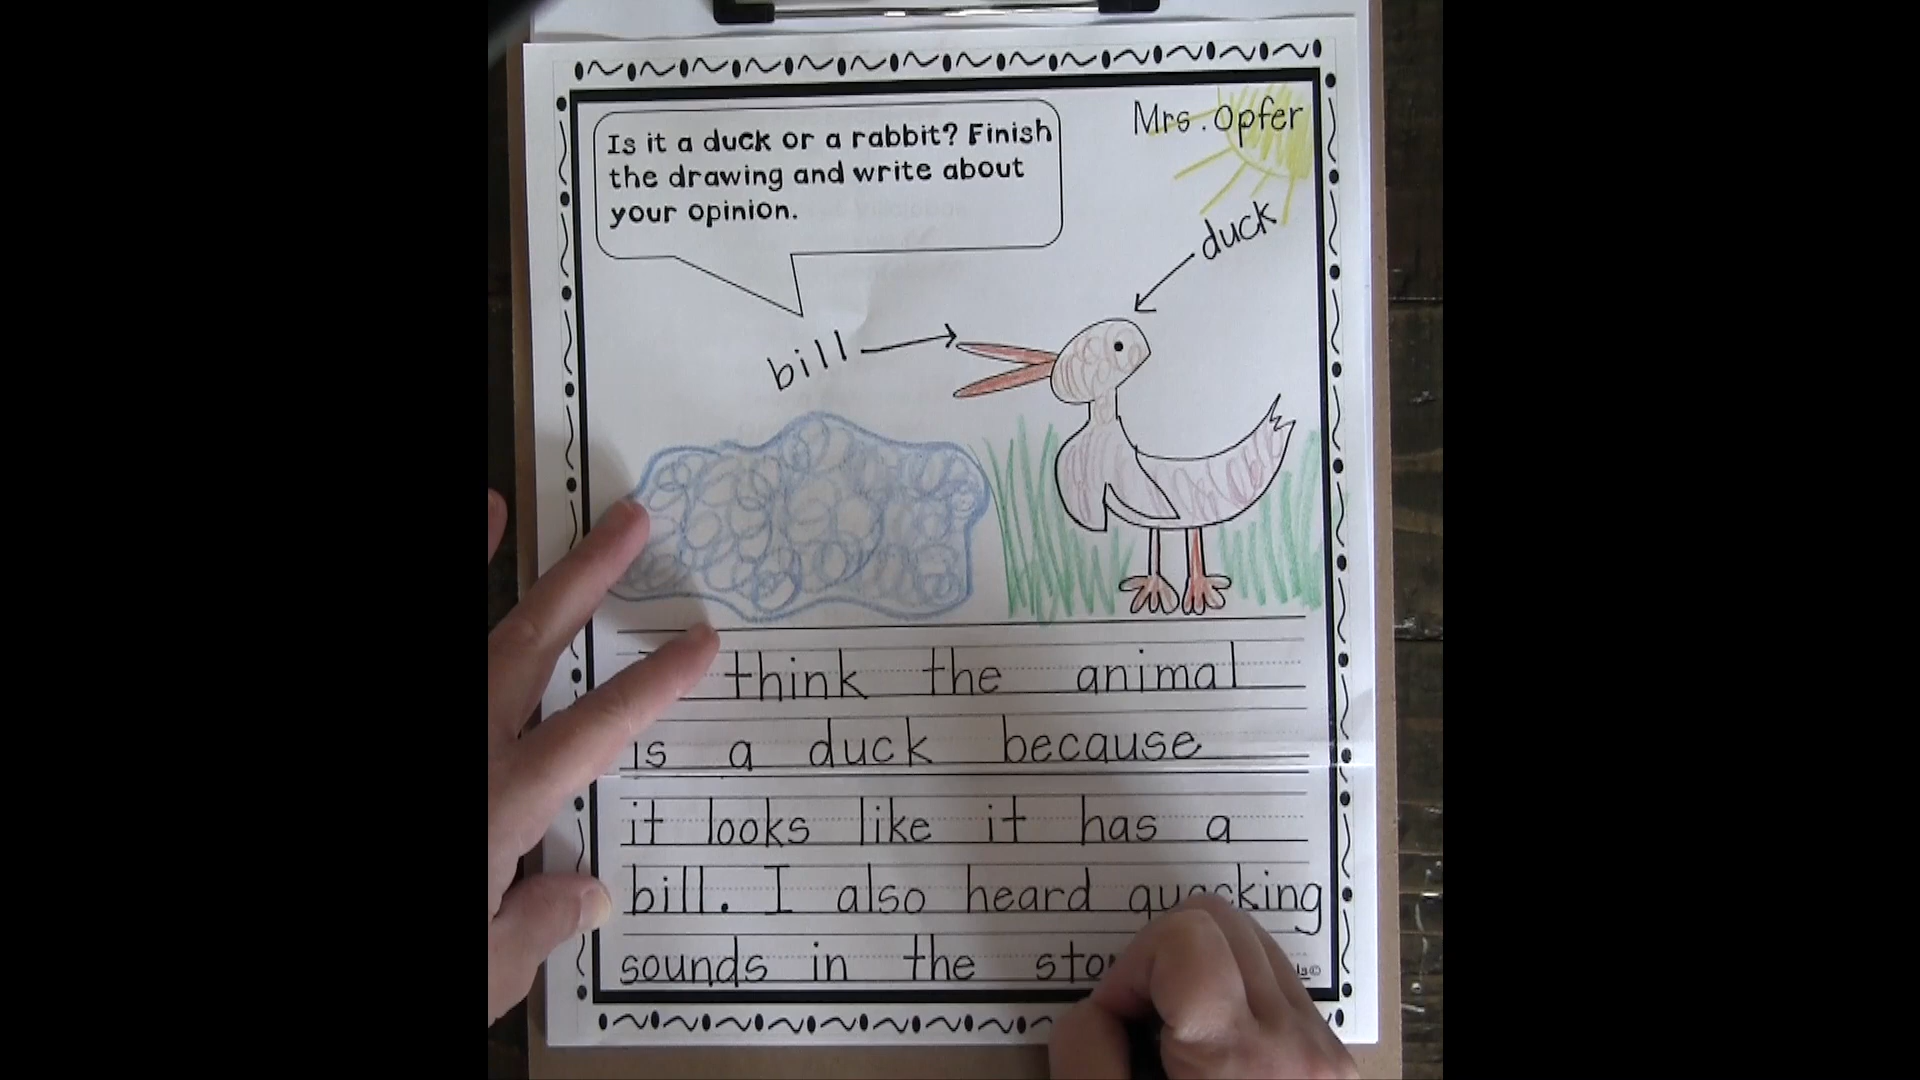 Mrs. Opfer
Is it a duck or a rabbit? Finish
the drawing and write about
your opinion.
duck
bill
think the animal
is a duck because
it looks like it has a
bill. I also heard quacking
sounds in the